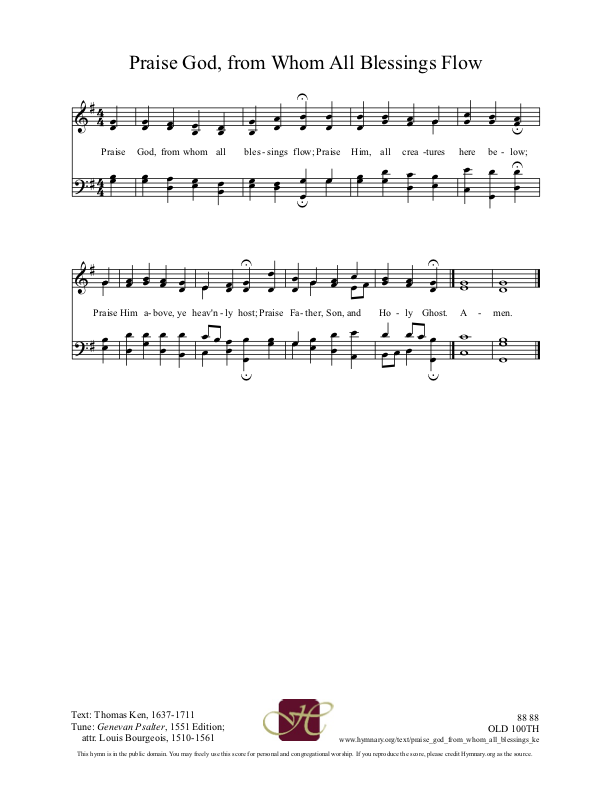 Praise God, from Whom All Blessings Flow
Praise God, from whom all bles - sings flow; Praise Him, all crea - tures here be - low;
Praise Him a - bove, ye heav'n - ly host; Praise Fa - ther, Son, and Ho - ly Ghost. A - men.
Text: Thomas Ken, 1637-1711
Tune: Genevan Psalter, 1551 Edition;
attr. Louis Bourgeois, 1510-1561
H
88 88
OLD 100TH
www.hymnary.org/text/praise_god_from_whom_all_blessings_ke
This hymn is in the public domain. You may freely use this score for personal and congregational worship. If you reproduce the score, please credit Hymnary.org as the source.